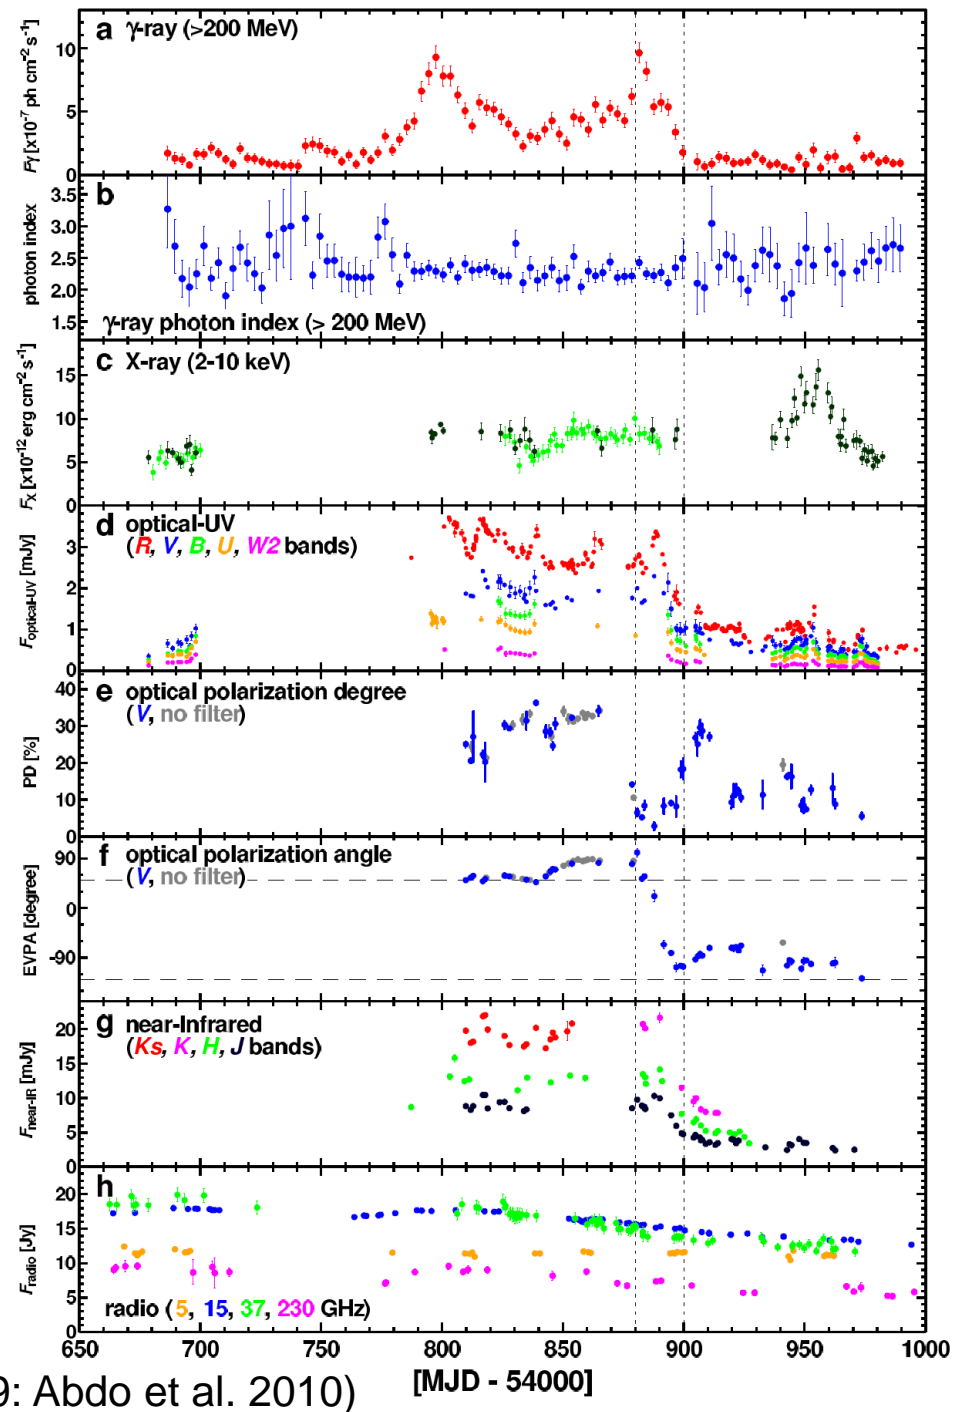 a γ-ray (>200 MeV)
Fγ [x10⁻⁷ ph cm⁻² s⁻¹]
10
5
0
b
photon index
3.5
3.0
2.5
2.0
1.5
γ-ray photon index (> 200 MeV)
c X-ray (2-10 keV)
F_X [x10⁻¹² erg cm⁻² s⁻¹]
15
10
5
0
d optical-UV
(R, V, B, U, W2 bands)
F_optical-UV [mJy]
3
2
1
0
e optical polarization degree
(V, no filter)
PD [%]
40
30
20
10
0
f optical polarization angle
(V, no filter)
EVPA [degree]
90
0
-90
g near-Infrared
(Ks, K, H, J bands)
F_near-IR [mJy]
20
15
10
5
0
h
F_radio [Jy]
20
15
10
5
0
radio (5, 15, 37, 230 GHz)
650 700 750 800 850 900 950 1000
[MJD - 54000]
9: Abdo et al. 2010)